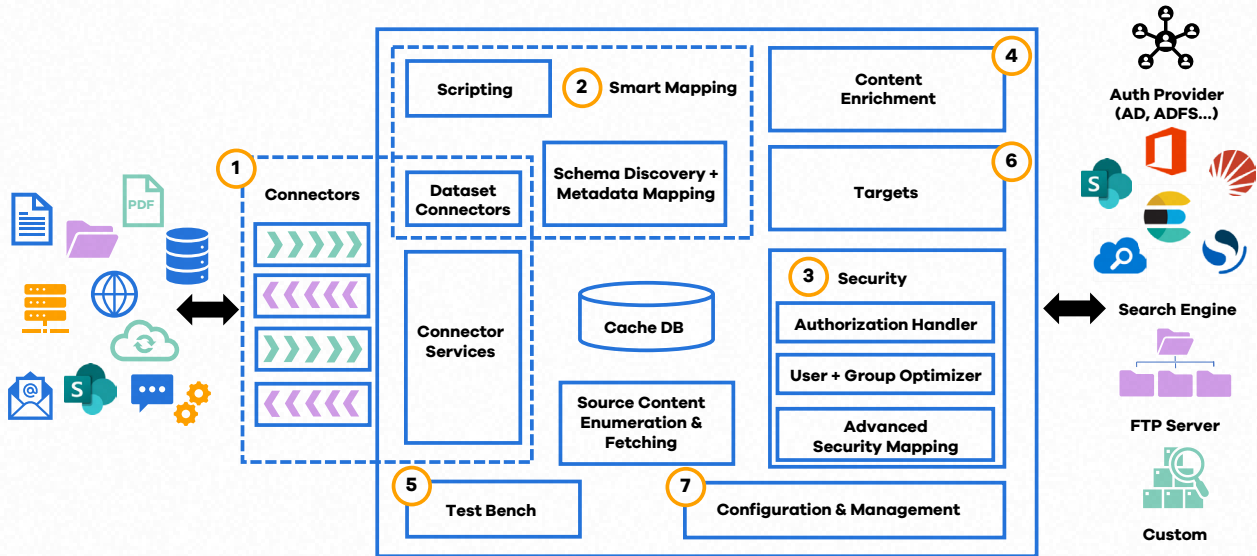 1
Connectors
Scripting
2
Smart Mapping
Dataset
Connectors
Schema Discovery +
Metadata Mapping
Connector
Services
Cache DB
Source Content
Enumeration &
Fetching
4
Content
Enrichment
6
Targets
3
Security
Authorization Handler
User + Group Optimizer
Advanced
Security Mapping
5
Test Bench
7
Configuration & Management
PDF
@
S
Auth Provider
(AD, ADFS...)
S
Search Engine
FTP Server
Custom